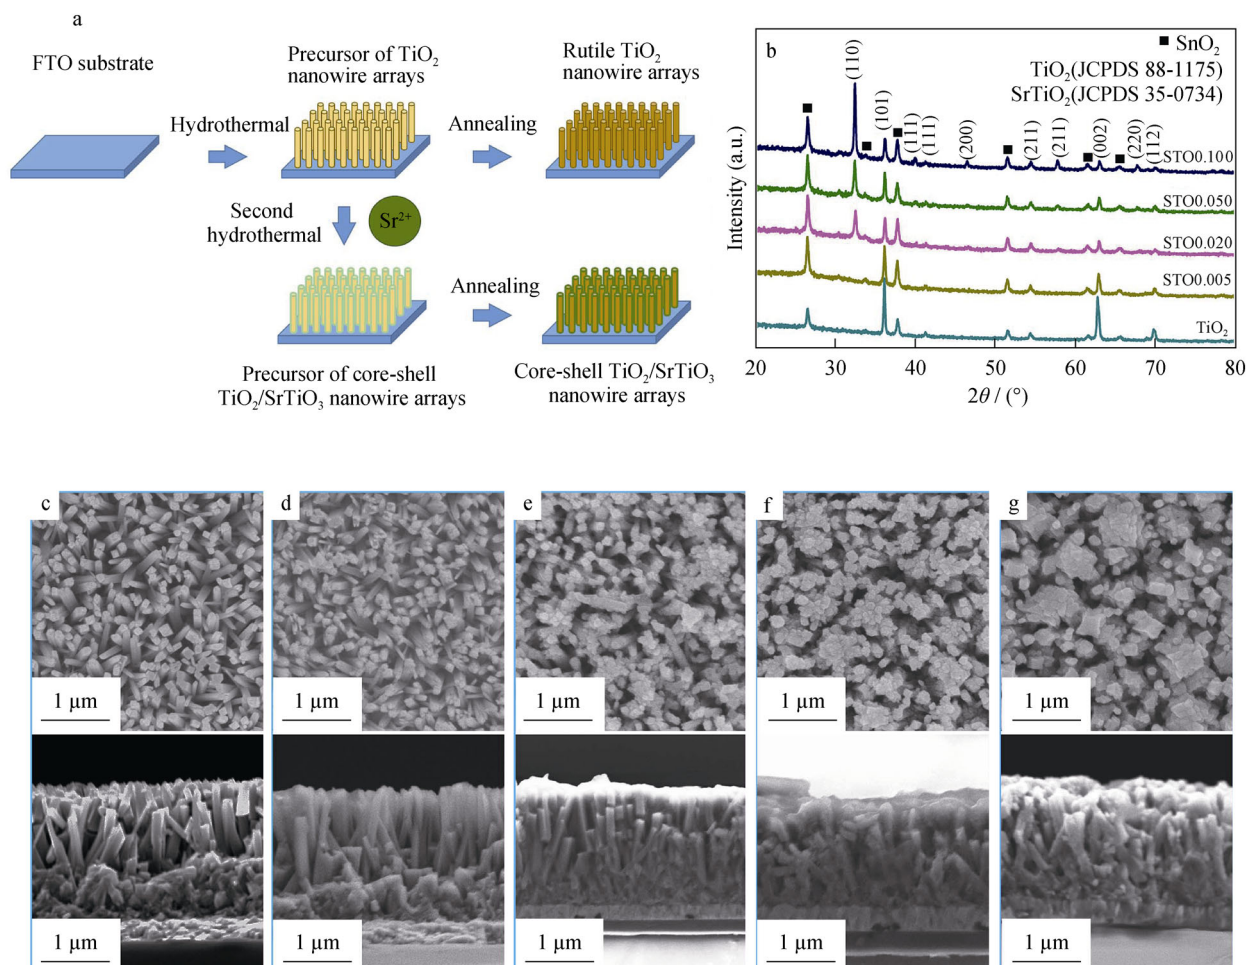 a
FTO substrate
Precursor of TiO₂
nanowire arrays
Rutile TiO₂
nanowire arrays
Hydrothermal
Annealing
Second
hydrothermal
Sr²⁺
Annealing
Precursor of core-shell
TiO₂/SrTiO₃ nanowire arrays
Core-shell TiO₂/SrTiO₃
nanowire arrays
b
■ SnO₂
TiO₂(JCPDS 88-1175)
SrTiO₂(JCPDS 35-0734)
(110)
(101)
(111)
(111)
(200)
(211)
(211)
(002)
(220)
(112)
STO0.100
STO0.050
STO0.020
STO0.005
TiO₂
Intensity (a.u.)
20 30 40 50 60 70 80
2θ / (°)
c
d
e
f
g
1 μm
1 μm
1 μm
1 μm
1 μm
1 μm
1 μm
1 μm
1 μm
1 μm